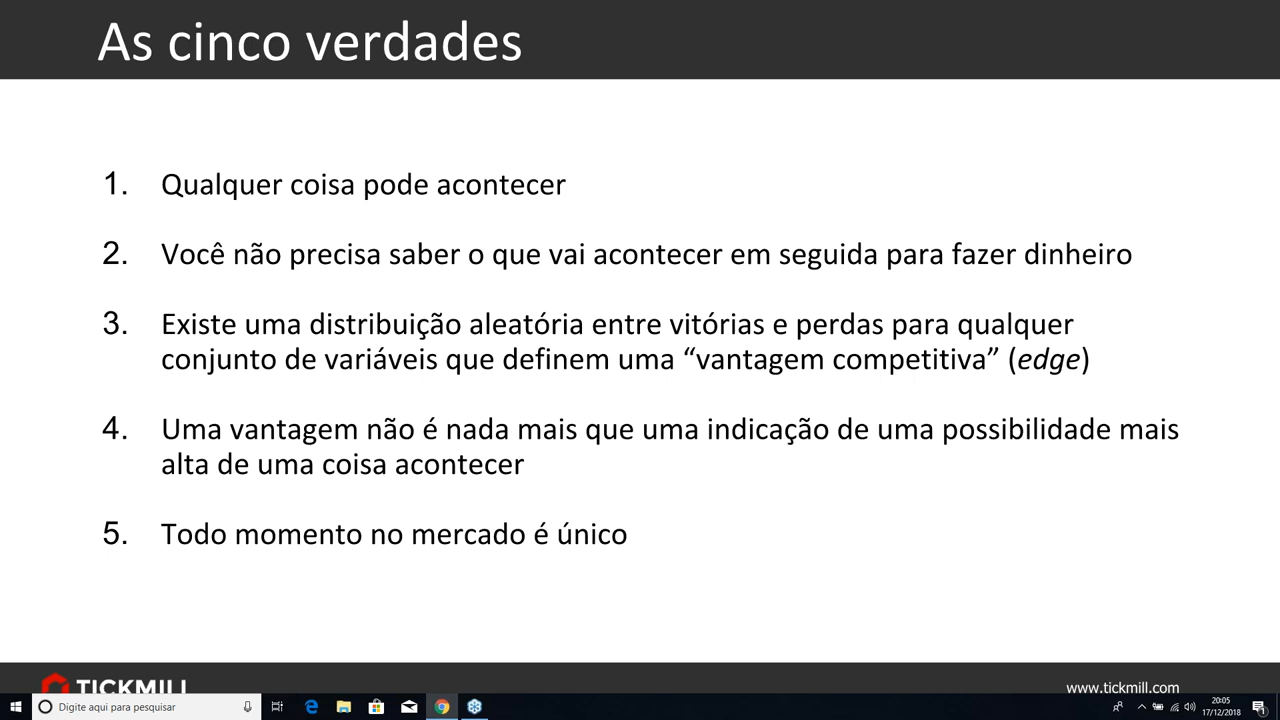 As cinco verdades
1. Qualquer coisa pode acontecer
2. Você não precisa saber o que vai acontecer em seguida para fazer dinheiro
3. Existe uma distribuição aleatória entre vitórias e perdas para qualquer
conjunto de variáveis que definem uma “vantagem competitiva” (edge)
4. Uma vantagem não é nada mais que uma indicação de uma possibilidade mais
alta de uma coisa acontecer
5. Todo momento no mercado é único
TICKMILL
www.tickmill.com
Digite aqui para pesquisar
20:05
17/12/2018